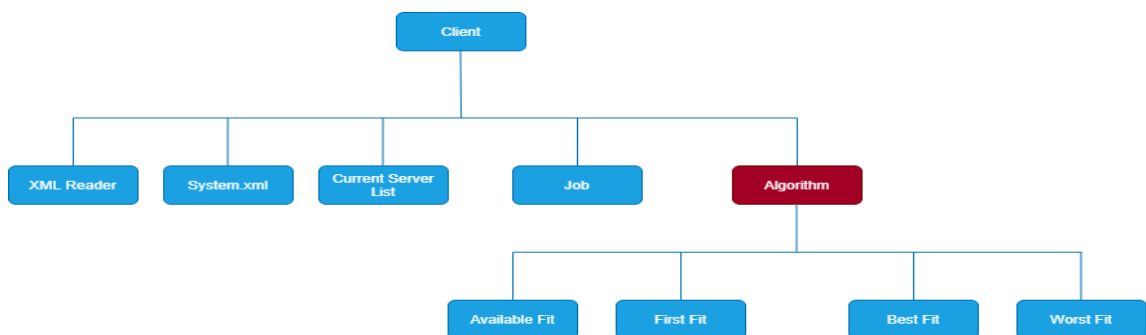 Client
XML Reader
System.xml
Current Server
List
Job
Algorithm
Available Fit
First Fit
Best Fit
Worst Fit